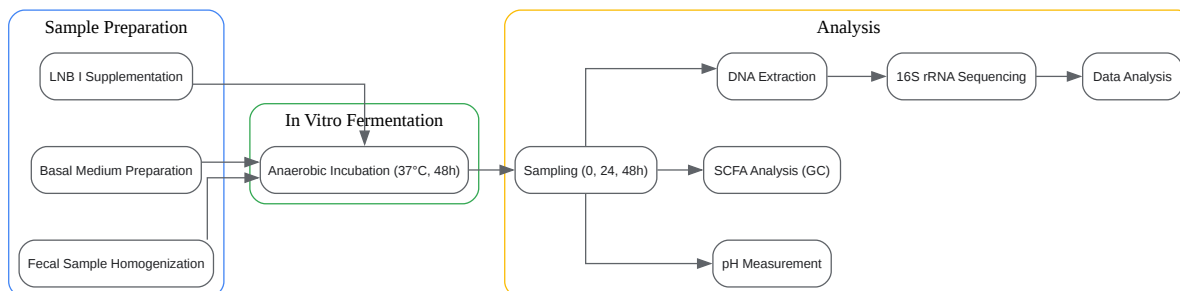 Sample Preparation
LNB I Supplementation
Basal Medium Preparation
Fecal Sample Homogenization
In Vitro Fermentation
Anaerobic Incubation (37°C, 48h)
Analysis
Sampling (0, 24, 48h)
DNA Extraction
16S rRNA Sequencing
Data Analysis
SCFA Analysis (GC)
pH Measurement